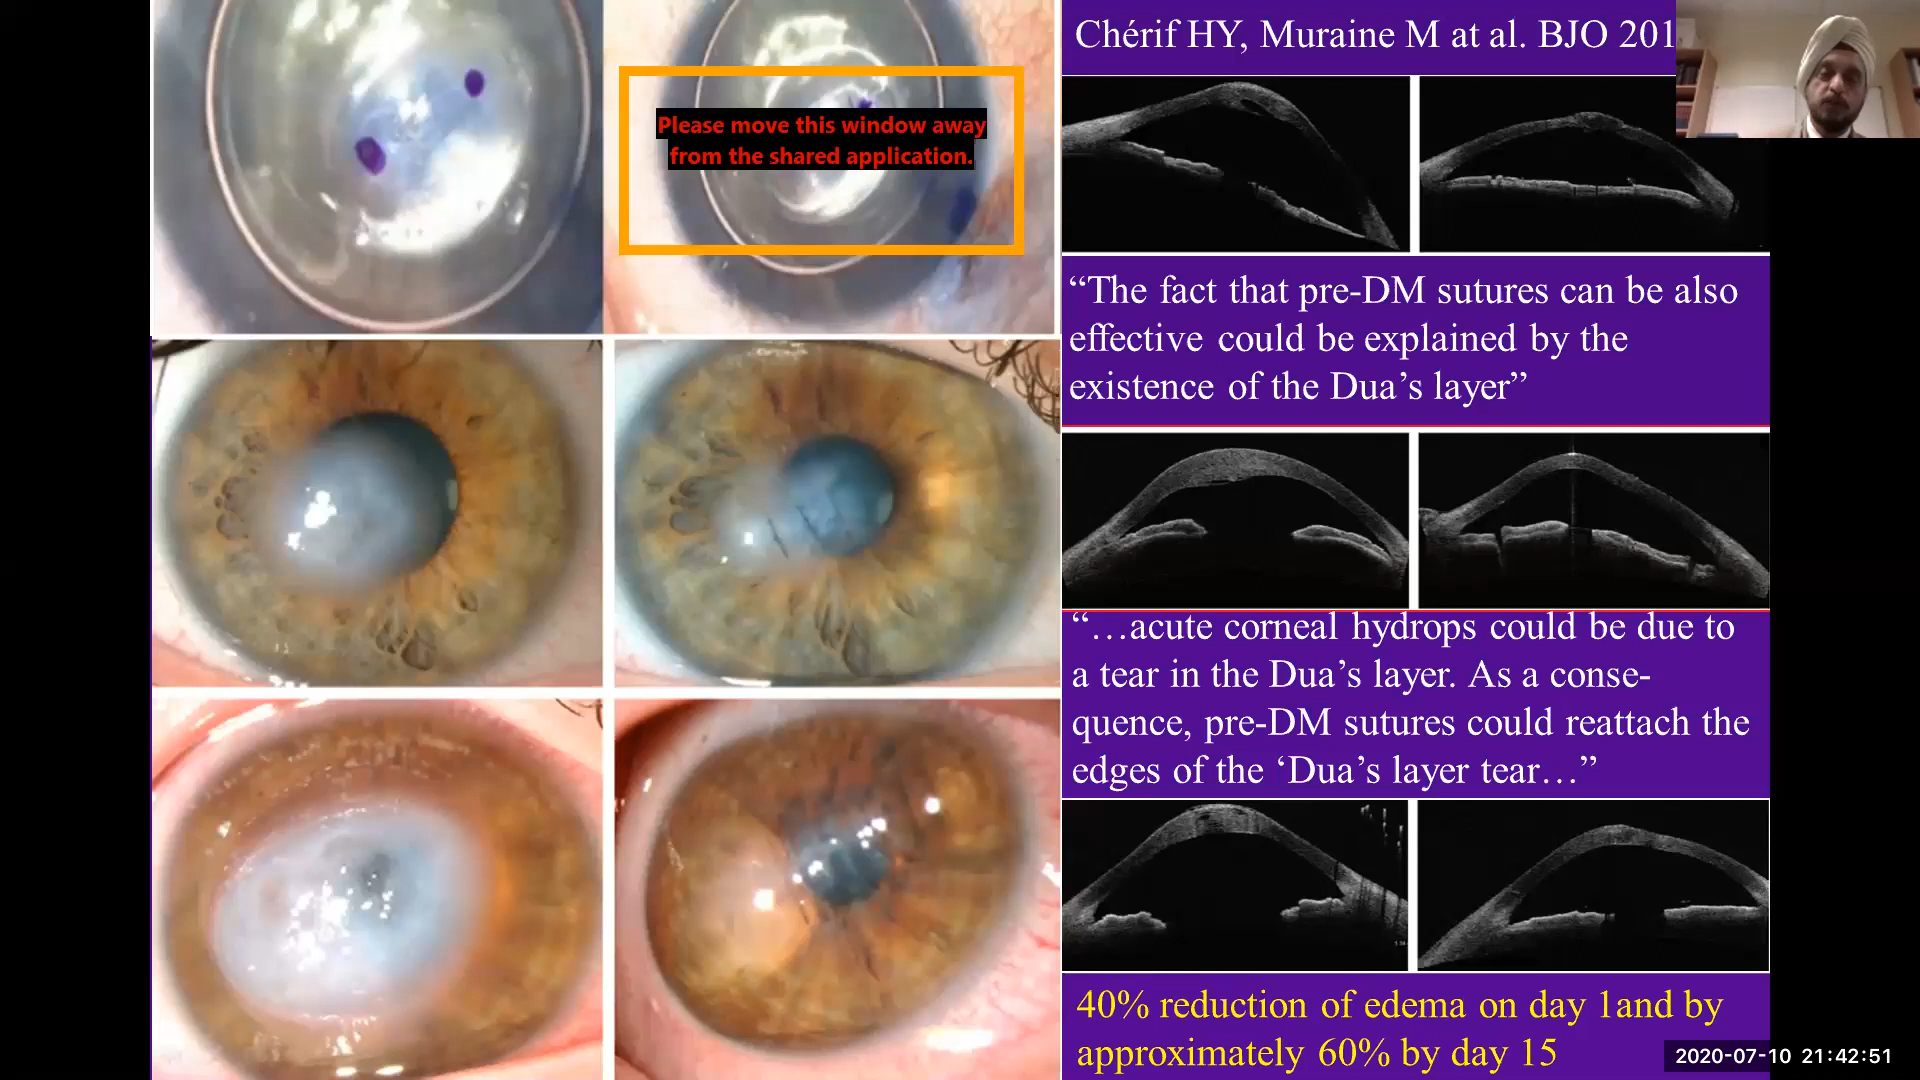 Chérif HY, Muraine M at al. BJO 201
Please move this window away
from the shared application.
“The fact that pre-DM sutures can be also
effective could be explained by the
existence of the Dua’s layer”
“…acute corneal hydrops could be due to
a tear in the Dua’s layer. As a conse-
quence, pre-DM sutures could reattach the
edges of the ‘Dua’s layer tear…”
40% reduction of edema on day 1and by
approximately 60% by day 15
2020-07-10 21:42:51